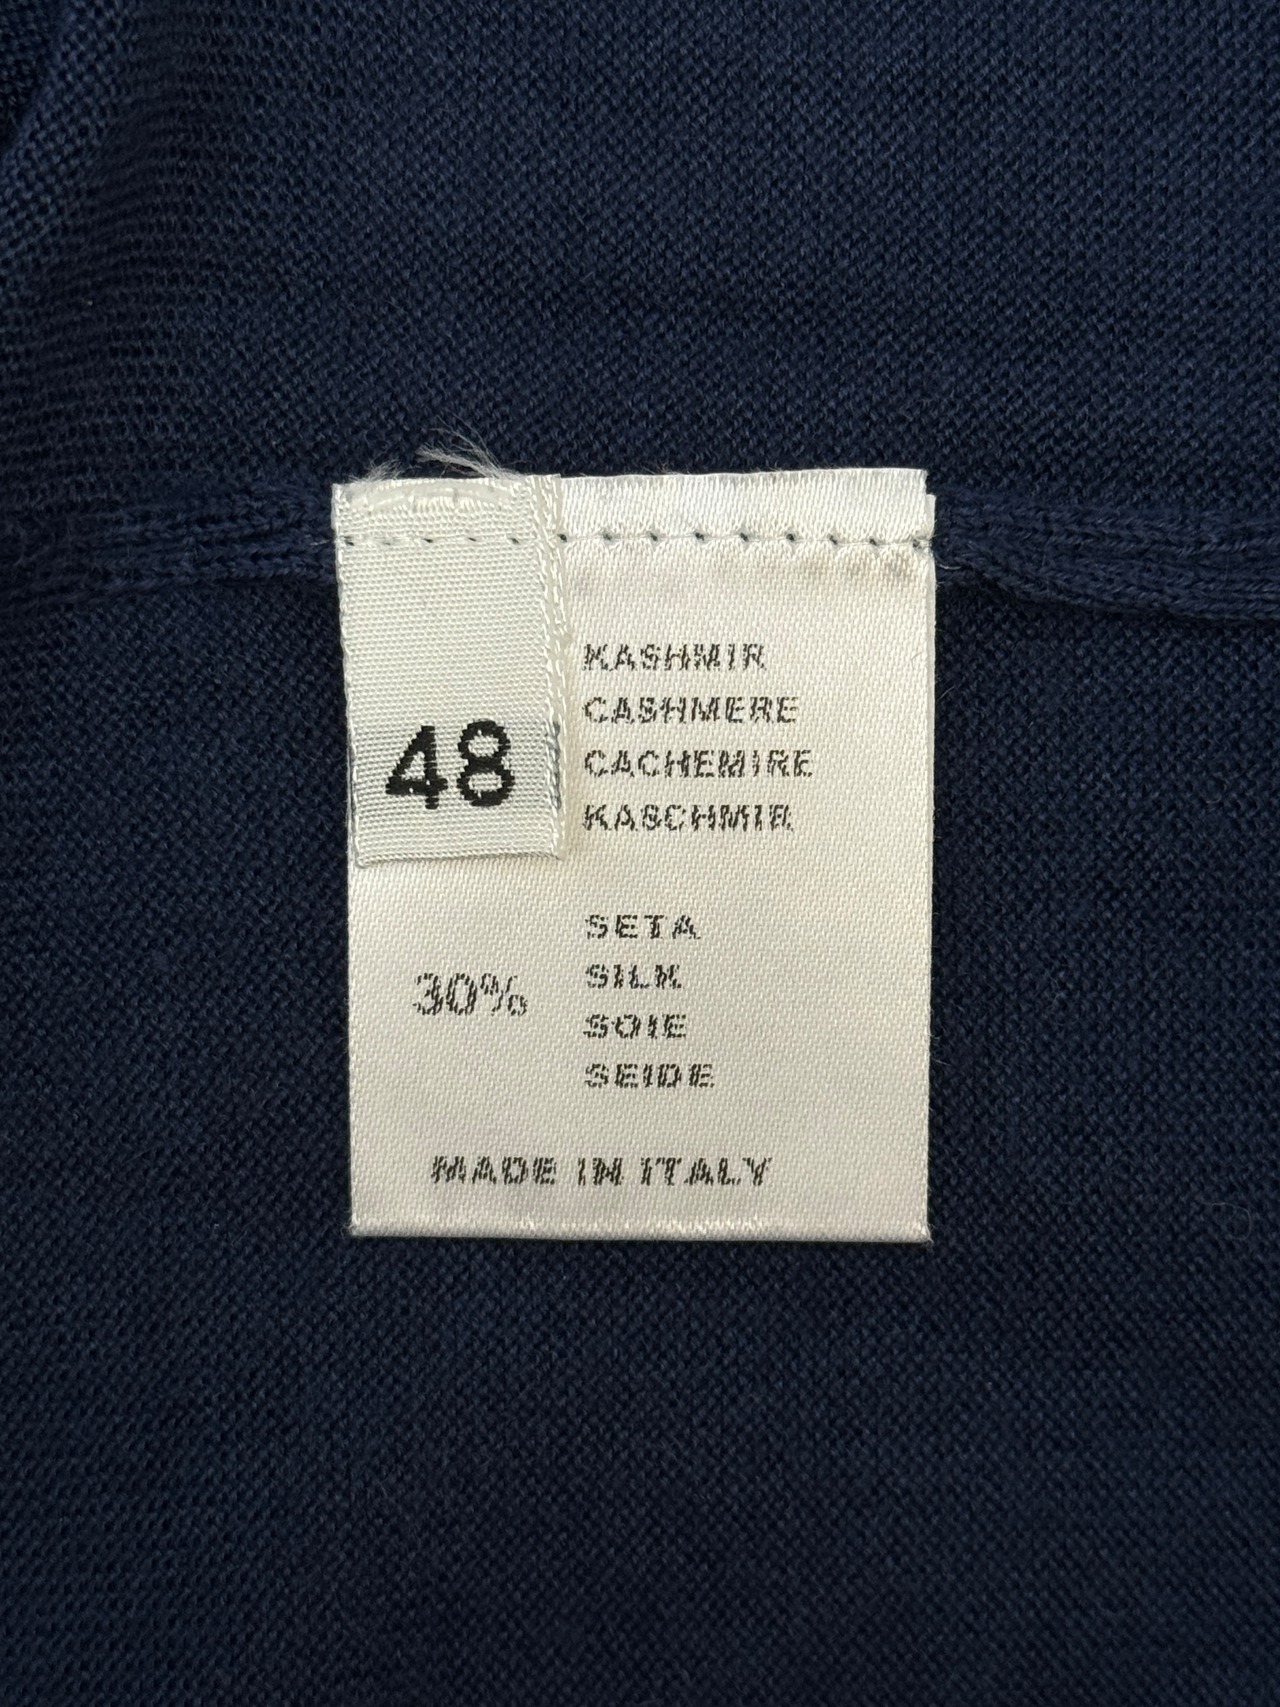 48
KASHMIR
CASHMERE
CACHEMIRE
KASCHMIR
30%
SETA
SILK
SOIE
SEIDE
MADE IN ITALY